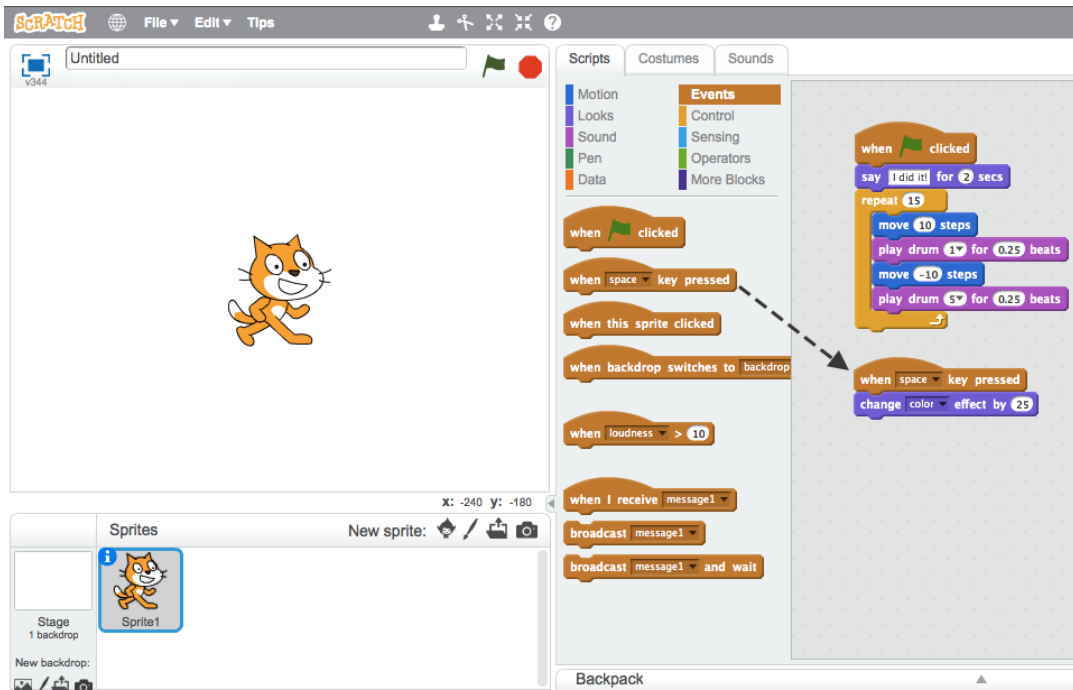 SCRATCH File Edit Tips
v344
Untitled
x: -240 y: -180
Sprites
New sprite:
Stage
1 backdrop
New backdrop:
Sprite1
Scripts Costumes Sounds
Motion Events
Looks Control
Sound Sensing
Pen Operators
Data More Blocks
when clicked
when space key pressed
when this sprite clicked
when backdrop switches to backdrop
when loudness > 10
when I receive message1
broadcast message1
broadcast message1 and wait
when clicked
say I did it! for 2 secs
repeat 15
move 10 steps
play drum 1 for 0.25 beats
move -10 steps
play drum 5 for 0.25 beats
when space key pressed
change color effect by 25
Backpack